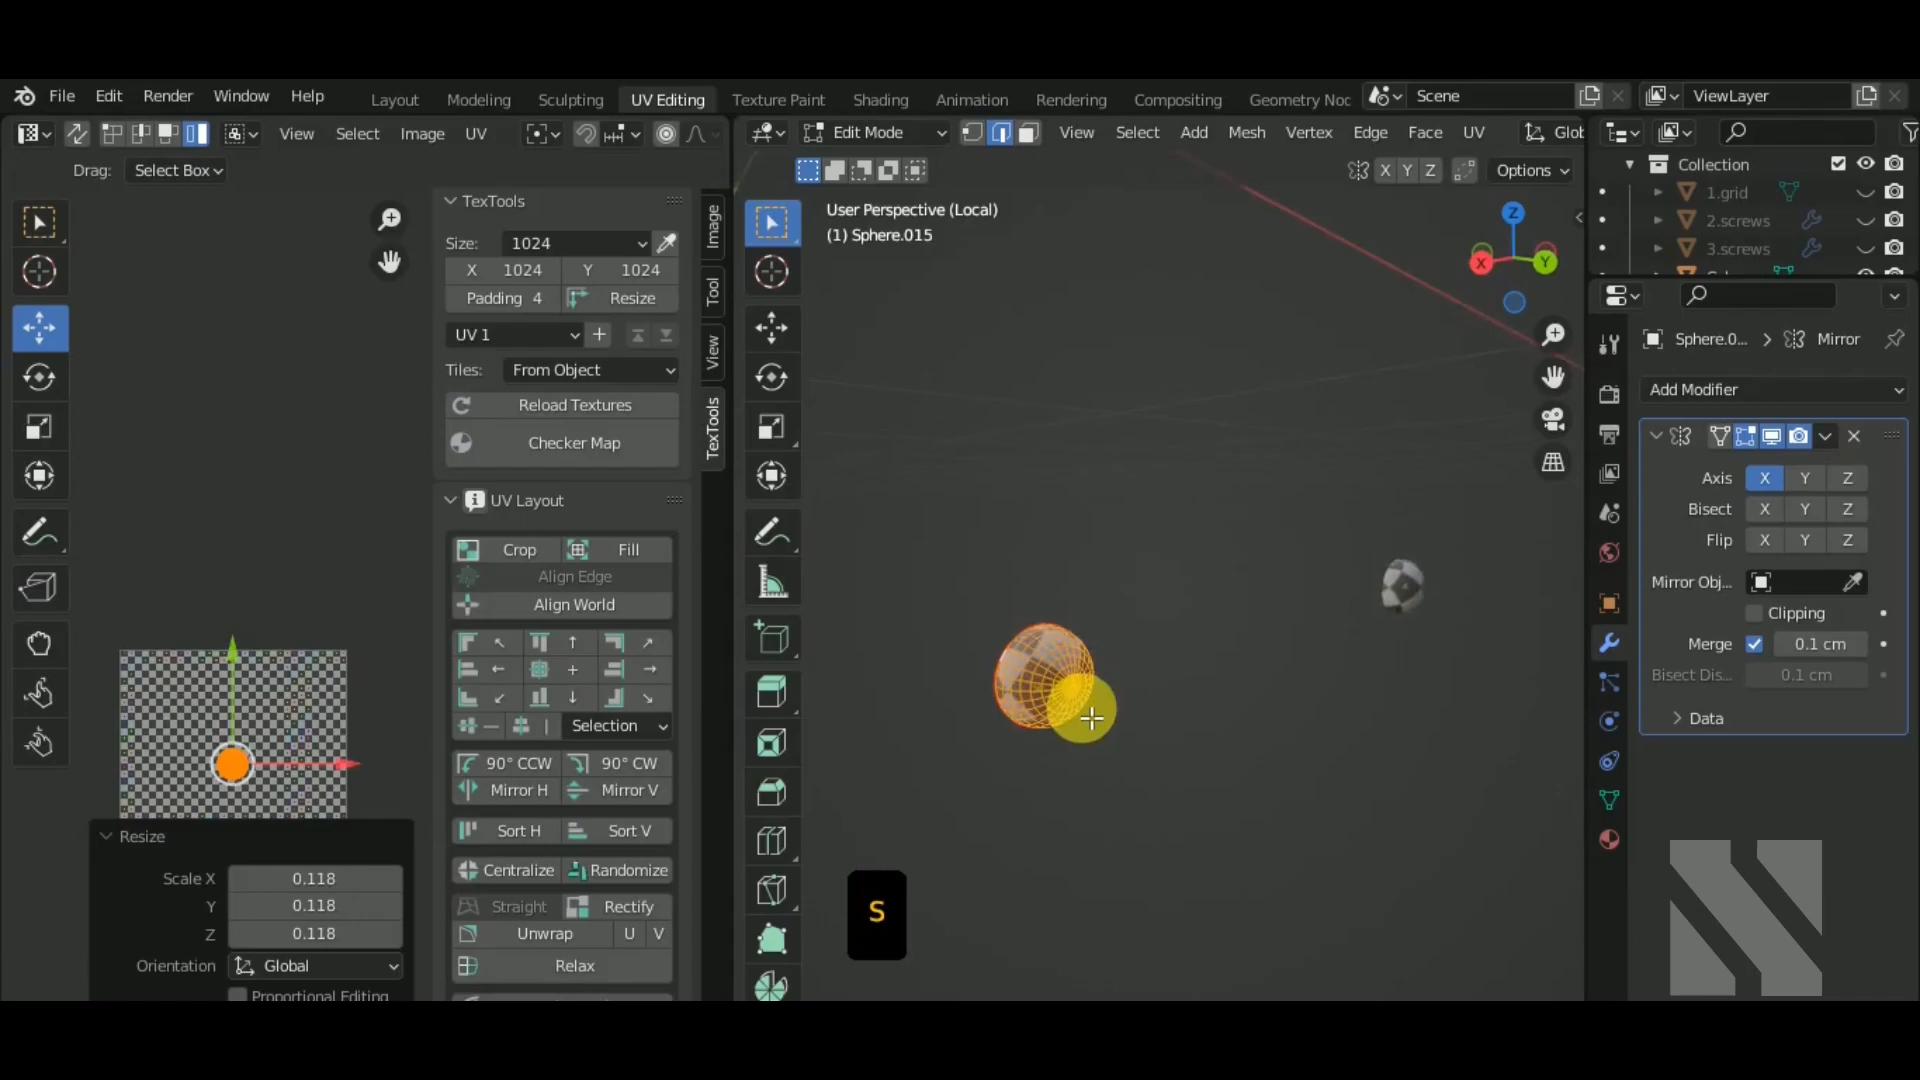 File Edit Render Window Help
Layout Modeling Sculpting UV Editing Texture Paint Shading Animation Rendering Compositing Geometry Noc
Scene
ViewLayer
View Select Image UV
Edit Mode
View Select Add Mesh Vertex Edge Face UV
Glob
Drag: Select Box
X Y Z
Options
Collection
1.grid
2.screws
3.screws
TexTools
Size: 1024
X 1024 Y 1024
Padding 4 Resize
UV 1
Tiles: From Object
Reload Textures
Checker Map
Image
Tool
View
TexTools
User Perspective (Local)
(1) Sphere.015
Z
X
Y
Sphere.0... Mirror
Add Modifier
Axis X Y Z
Bisect X Y Z
Flip X Y Z
Mirror Obj...
Clipping
Merge 0.1 cm
Bisect Dis... 0.1 cm
Data
UV Layout
Crop Fill
Align Edge
Align World
Selection
90° CCW 90° CW
Mirror H Mirror V
Sort H Sort V
Centralize Randomize
Straight Rectify
Unwrap U V
Relax
Resize
Scale X 0.118
Y 0.118
Z 0.118
Orientation Global
Proportional Editing
S